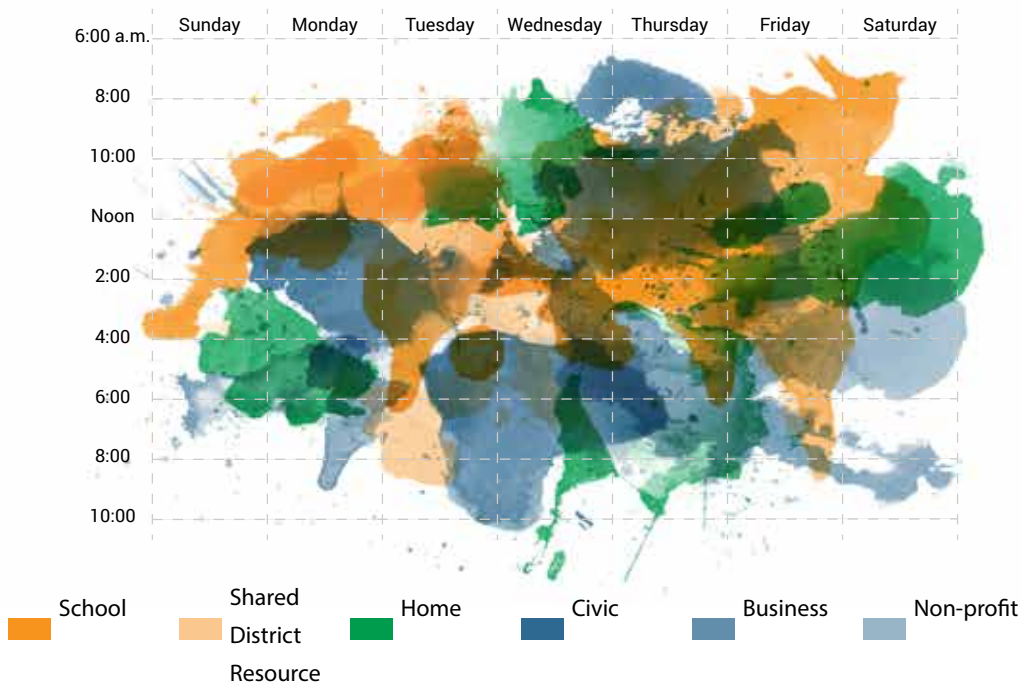 Sunday Monday Tuesday Wednesday Thursday Friday Saturday
6:00 a.m.
8:00
10:00
Noon
2:00
4:00
6:00
8:00
10:00
School
Shared
District
Resource
Home
Civic
Business
Non-profit